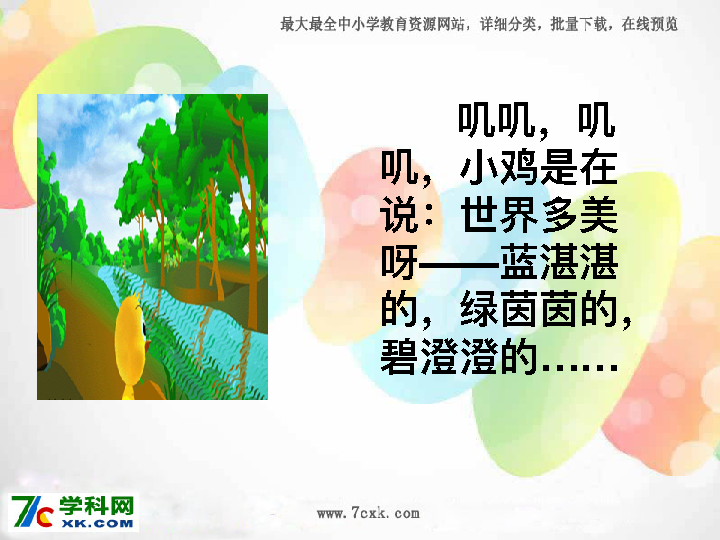 最大最全中小学教育资源网站，详细分类，批量下载，在线预览
叽叽，叽
叽，小鸡是在
说：世界多美
呀——蓝湛湛
的，绿茵茵的，
碧澄澄的……
7C学科网
XK.COM
www.7cxk.com